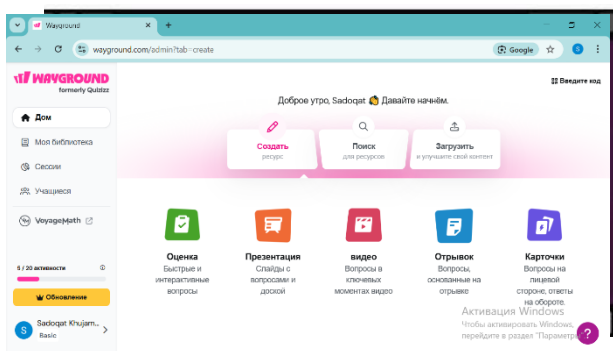 Wayground
wayground.com/admin?tab=create
Google
S
WAYGROUND
formerly Quizizz
Введите код
Доброе утро, Sadoqat Давайте начнём.
Дом
Моя библиотека
Сессии
Учащиеся
VoyageMath
Создать
ресурс
Поиск
для ресурсов
Загрузить
и улучшите свой контент
Оценка
Быстрые и
интерактивные
вопросы
Презентация
Слайды с
вопросами и
доской
видео
Вопросы в
ключевых
моментах видео
Отрывок
Вопросы,
основанные на
отрывке
Карточки
Вопросы на
лицевой
стороне, ответы
на обороте.
5 / 20 активности
Обновление
S
Sadoqat Khujam...
Basic
Активация Windows
Чтобы активировать Windows,
перейдите в раздел "Параметры
?